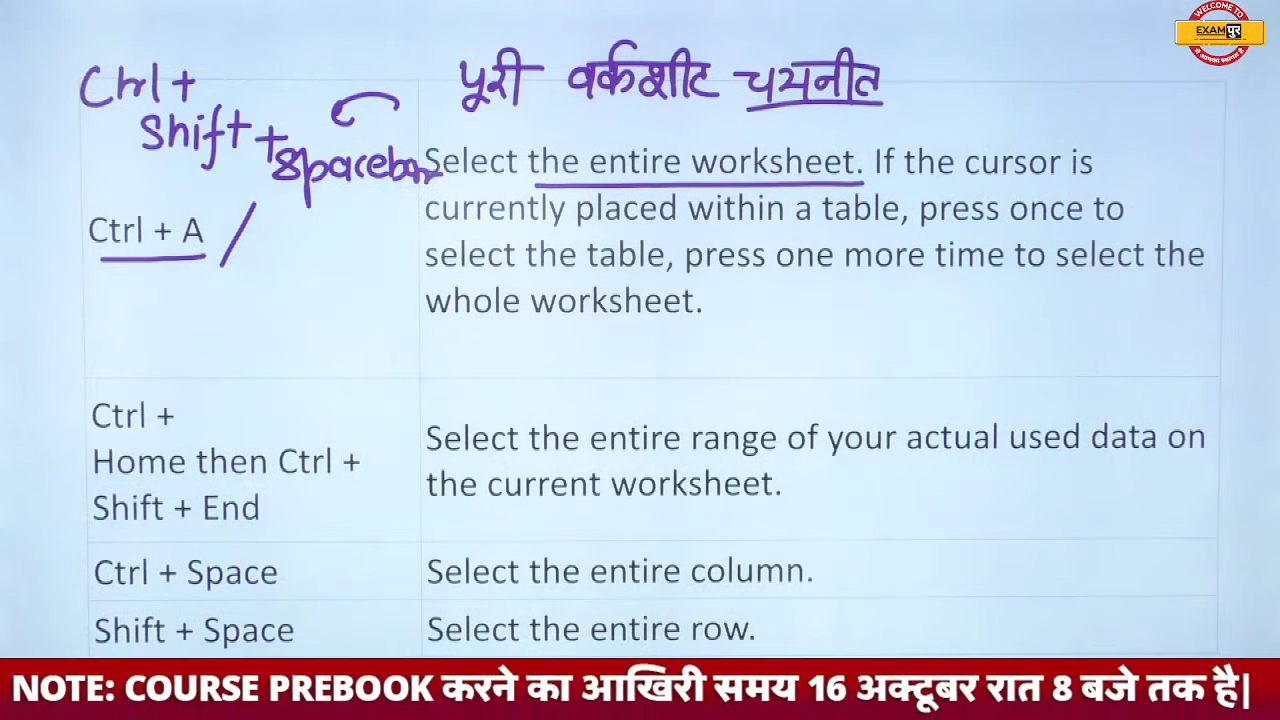 WELCOME TO
EXAMपुर
में आपका स्वागत है
Ctrl +
Shift +
Spacebar
पूरी वर्कशीट चयनीत
Select the entire worksheet. If the cursor is
currently placed within a table, press once to
select the table, press one more time to select the
whole worksheet.
Ctrl + A /
Ctrl +
Home then Ctrl +
Shift + End
Select the entire range of your actual used data on
the current worksheet.
Ctrl + Space
Select the entire column.
Shift + Space
Select the entire row.
NOTE: COURSE PREBOOK करने का आखिरी समय 16 अक्टूबर रात 8 बजे तक है|